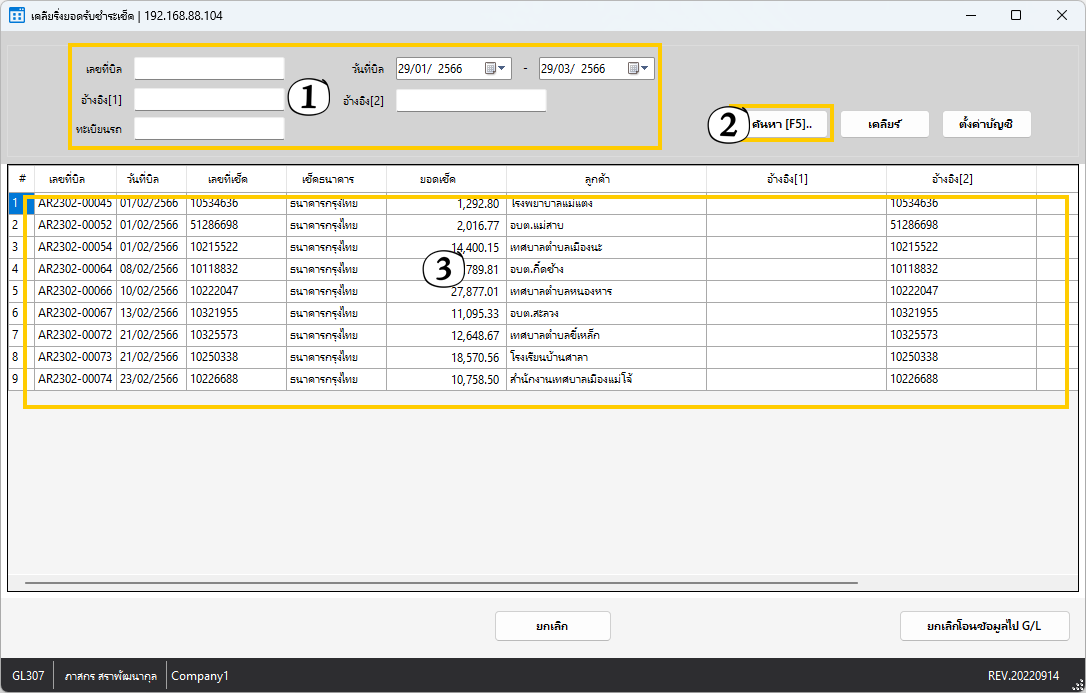 เคลียริ่งยอดรับชำระเช็ค | 192.168.88.104
เลขที่บิล วันที่บิล 29/01/ 2566 - 29/03/ 2566
อ้างอิง[1] 1 อ้างอิง[2]
ทะเบียนรถ
2 ค้นหา [F5].. เคลียร์ ตั้งค่าบัญชี
# เลขที่บิล วันที่บิล เลขที่เช็ค เช็คธนาคาร ยอดเช็ค ลูกค้า อ้างอิง[1] อ้างอิง[2]
1 AR2302-00045 01/02/2566 10534636 ธนาคารกรุงไทย 1,292.80 โรงพยาบาลแม่แตง 10534636
2 AR2302-00052 01/02/2566 51286698 ธนาคารกรุงไทย 2,016.77 อบต.แม่สาบ 51286698
3 AR2302-00054 01/02/2566 10215522 ธนาคารกรุงไทย 14,400.15 เทศบาลตำบลเมืองนะ 10215522
4 AR2302-00064 08/02/2566 10118832 ธนาคารกรุงไทย 3 789.81 อบต.กื้ดช้าง 10118832
5 AR2302-00066 10/02/2566 10222047 ธนาคารกรุงไทย 27,877.01 เทศบาลตำบลหนองหาร 10222047
6 AR2302-00067 13/02/2566 10321955 ธนาคารกรุงไทย 11,095.33 อบต.สะลวง 10321955
7 AR2302-00072 21/02/2566 10325573 ธนาคารกรุงไทย 12,648.67 เทศบาลตำบลขี้เหล็ก 10325573
8 AR2302-00073 21/02/2566 10250338 ธนาคารกรุงไทย 18,570.56 โรงเรียนบ้านศาลา 10250338
9 AR2302-00074 23/02/2566 10226688 ธนาคารกรุงไทย 10,758.50 สำนักงานเทศบาลเมืองแม่โจ้ 10226688
ยกเลิก ยกเลิกโอนข้อมูลไป G/L
GL307 ภาสกร สราพัฒนากุล Company1 REV.20220914